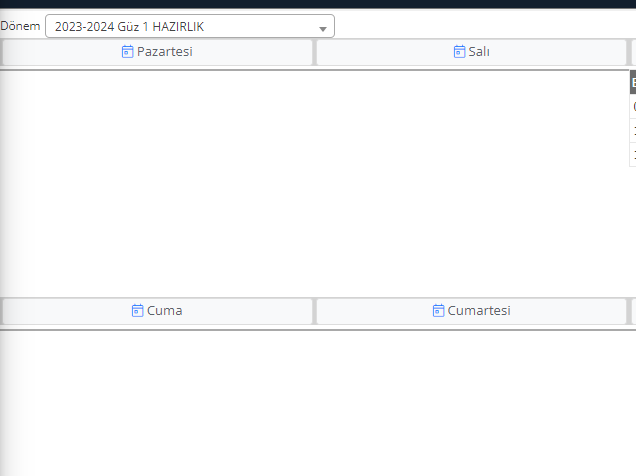 Dönem 2023-2024 Güz 1 HAZIRLIK
Pazartesi Salı
Cuma Cumartesi